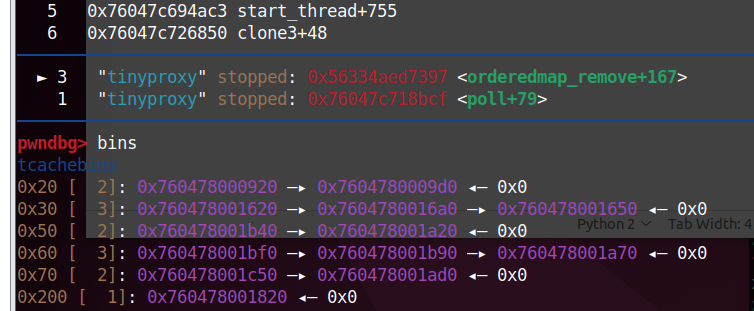 5 0x76047c694ac3 start_thread+755
6 0x76047c726850 clone3+48
► 3 "tinyproxy" stopped: 0x56334aed7397 <orderedmap_remove+167>
1 "tinyproxy" stopped: 0x76047c718bcf <poll+79>
pwndbg> bins
tcachebins
0x20 [ 2]: 0x760478000920 —▸ 0x7604780009d0 ◂— 0x0
0x30 [ 3]: 0x760478001620 —▸ 0x7604780016a0 —▸ 0x760478001650 ◂— 0x0
0x50 [ 2]: 0x760478001b40 —▸ 0x760478001a20 ◂— 0x0
Python 2 Tab Width: 4
0x60 [ 3]: 0x760478001bf0 —▸ 0x760478001b90 —▸ 0x760478001a70 ◂— 0x0
0x70 [ 2]: 0x760478001c50 —▸ 0x760478001ad0 ◂— 0x0
0x200 [ 1]: 0x760478001820 ◂— 0x0